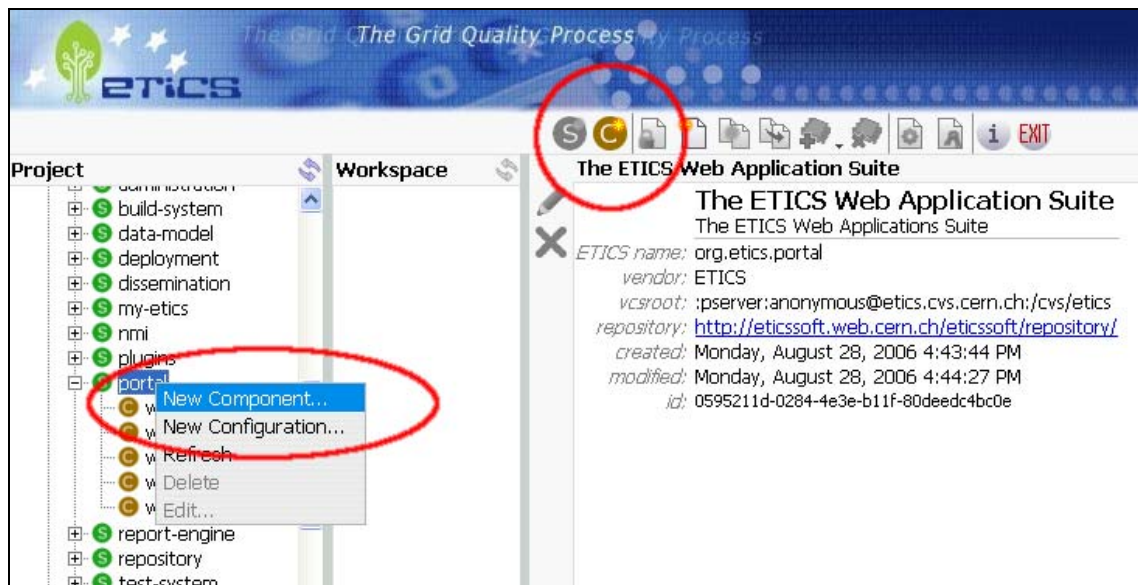 The Grid Quality Process
eTiCS
S C i EXIT
Project
Workspace
The ETICS Web Application Suite
administration
S build-system
S data-model
S deployment
S dissemination
S my-etics
S nmi
S plugins
S portal
C w
C w
C w
C w
C w
New Component...
New Configuration...
Refresh
Delete
Edit...
S report-engine
S repository
S test-system
The ETICS Web Application Suite
The ETICS Web Applications Suite
ETICS name: org.etics.portal
vendor: ETICS
vcsroot: :pserver:anonymous@etics.cvs.cern.ch:/cvs/etics
repository: http://eticssoft.web.cern.ch/eticssoft/repository/
created: Monday, August 28, 2006 4:43:44 PM
modified: Monday, August 28, 2006 4:44:27 PM
id: 0595211d-0284-4e3e-b11f-80deedc4bc0e